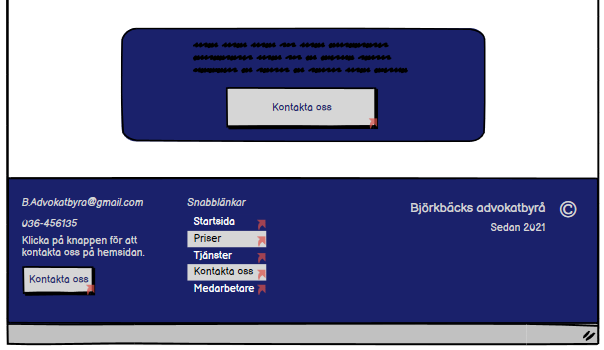 Kontakta oss
B.Advokatbyra@gmail.com
036-456135
Klicka på knappen för att
kontakta oss på hemsidan.
Kontakta oss
Snabblänkar
Startsida
Priser
Tjänster
Kontakta oss
Medarbetare
Björkbäcks advokatbyrå ©
Sedan 2021